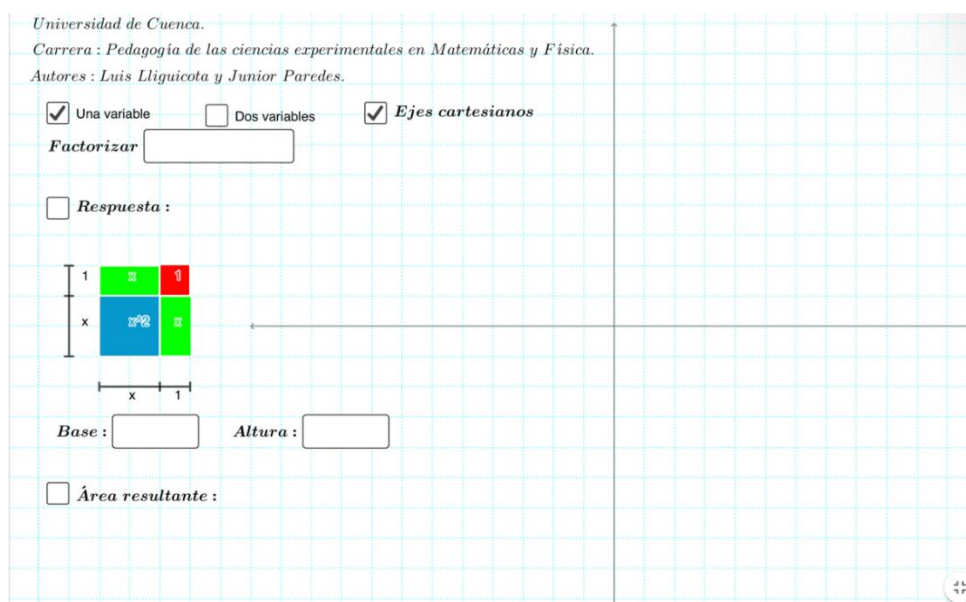 Universidad de Cuenca.
Carrera : Pedagogía de las ciencias experimentales en Matemáticas y Física.
Autores : Luis Lliguicota y Junior Paredes.
Una variable Dos variables Ejes cartesianos
Factorizar
Respuesta :
1 x 1
x x^2 x
x 1
Base : Altura :
Área resultante :